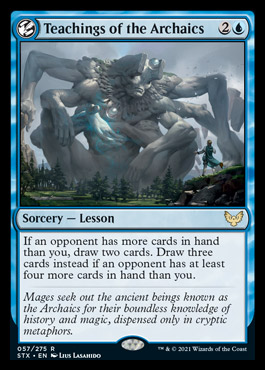 Teachings of the Archaics 2
Sorcery — Lesson
If an opponent has more cards in hand
than you, draw two cards. Draw three
cards instead if an opponent has at least
four more cards in hand than you.
Mages seek out the ancient beings known as
the Archaics for their boundless knowledge of
history and magic, dispensed only in cryptic
metaphors.
057/275 R
STX • EN Lius Lasahido ™ & © 2021 Wizards of the Coast